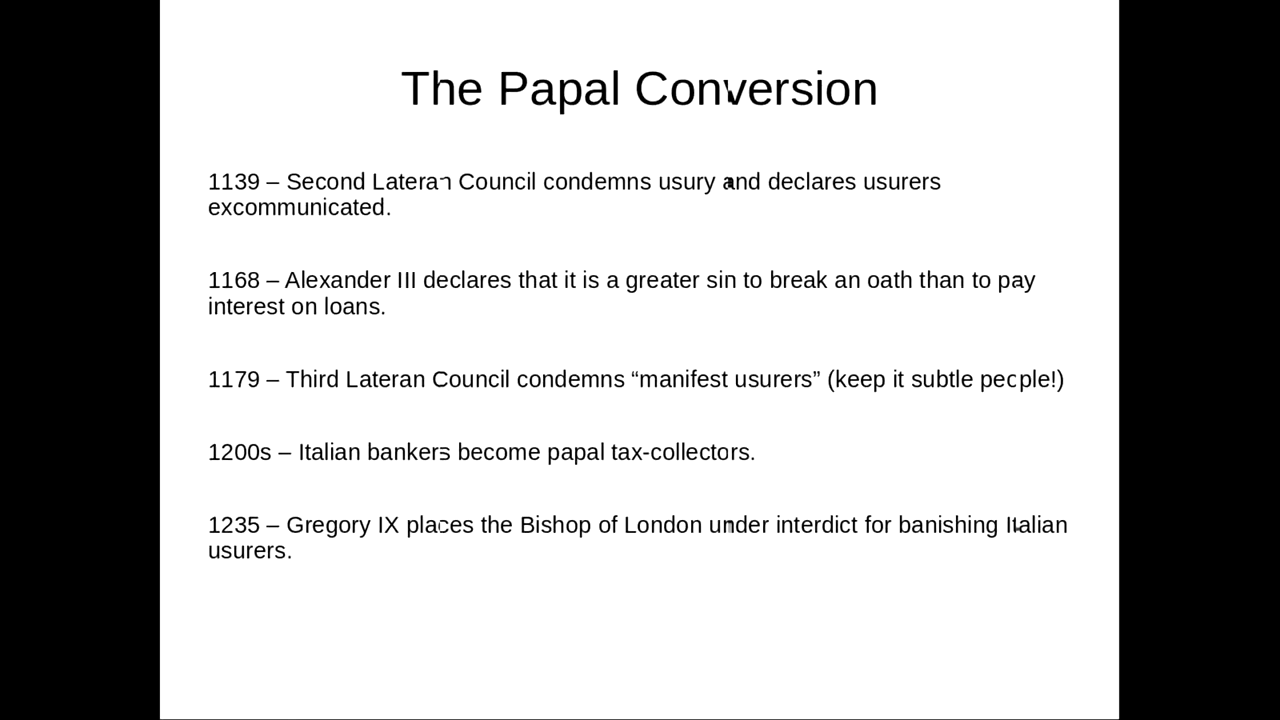 The Papal Conversion
1139 – Second Lateran Council condemns usury and declares usurers
excommunicated.
1168 – Alexander III declares that it is a greater sin to break an oath than to pay
interest on loans.
1179 – Third Lateran Council condemns “manifest usurers” (keep it subtle people!)
1200s – Italian bankers become papal tax-collectors.
1235 – Gregory IX places the Bishop of London under interdict for banishing Italian
usurers.